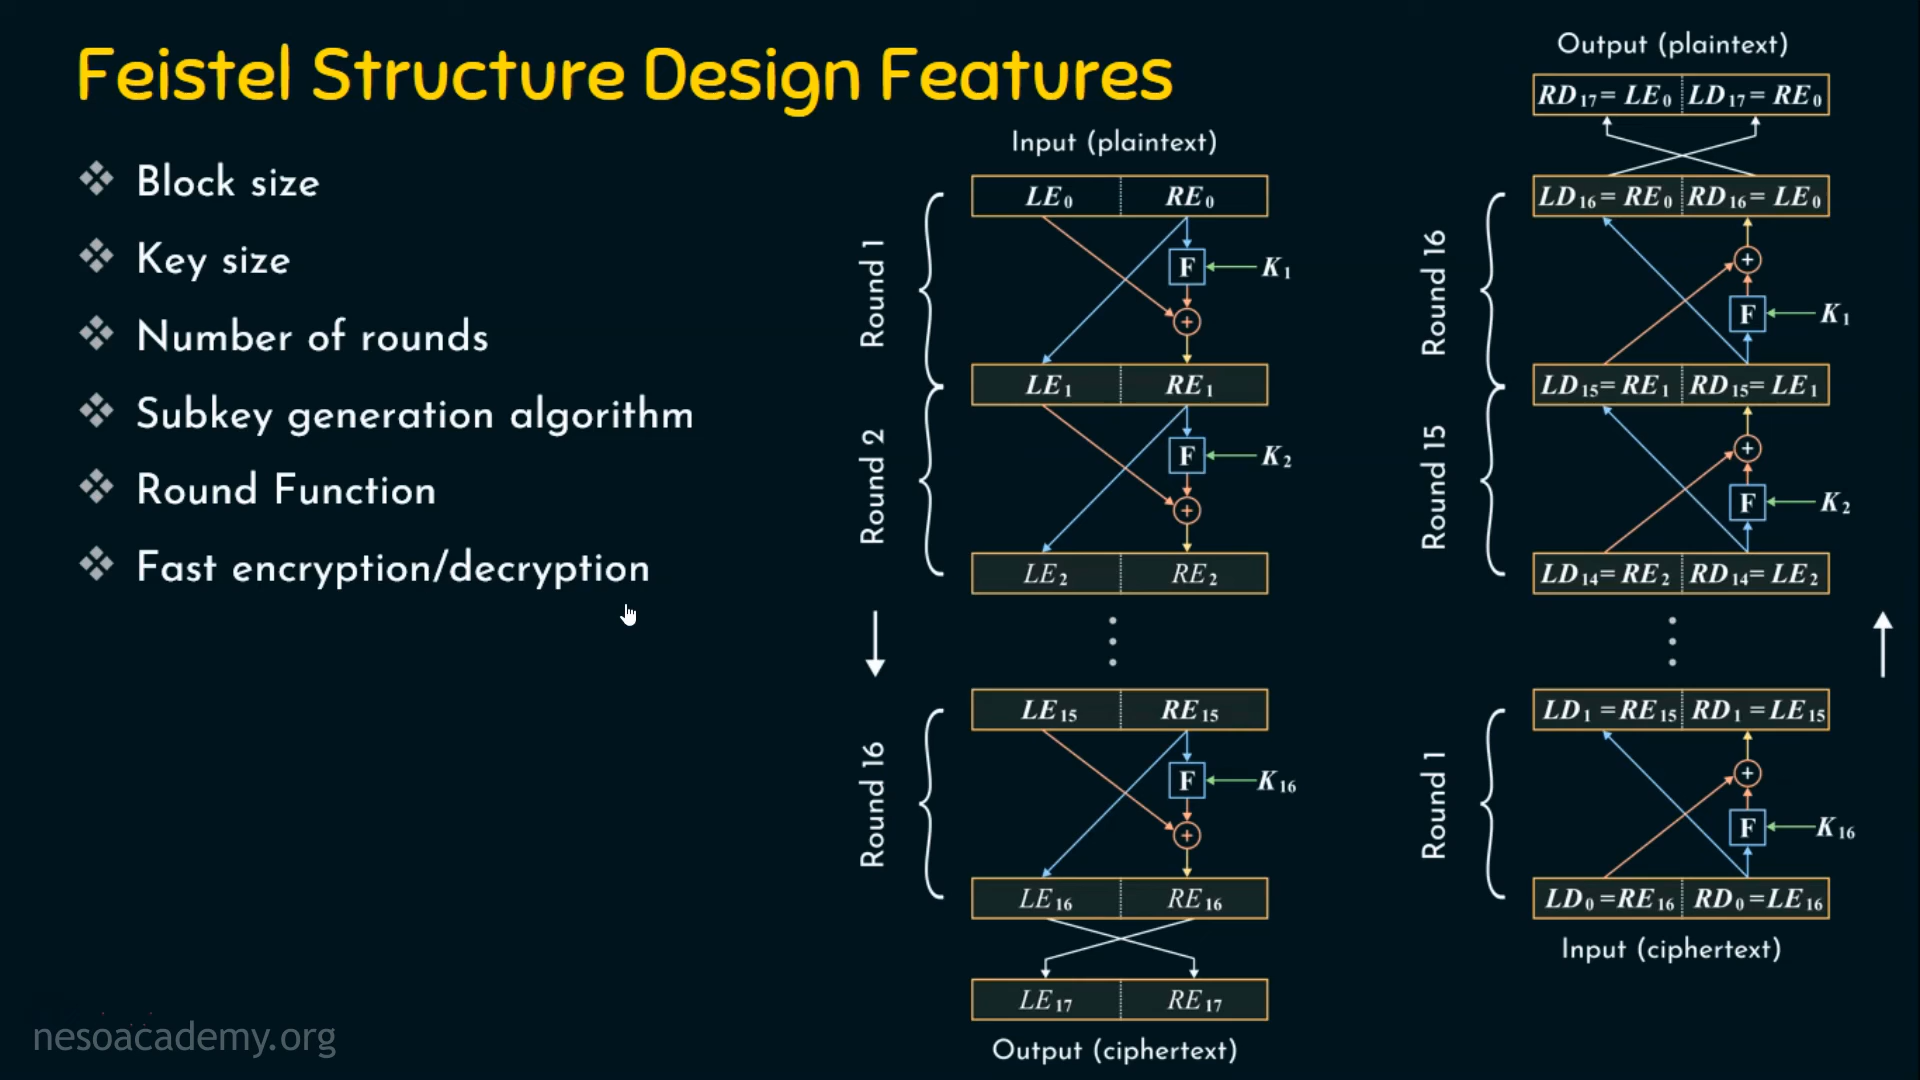 Feistel Structure Design Features
❖ Block size
❖ Key size
❖ Number of rounds
❖ Subkey generation algorithm
❖ Round Function
❖ Fast encryption/decryption
Input (plaintext)
LE₀ RE₀
Round 1
F K₁
+
LE₁ RE₁
Round 2
F K₂
+
LE₂ RE₂
LE₁₅ RE₁₅
Round 16
F K₁₆
+
LE₁₆ RE₁₆
LE₁₇ RE₁₇
Output (ciphertext)
Output (plaintext)
RD₁₇= LE₀ LD₁₇= RE₀
LD₁₆= RE₀ RD₁₆= LE₀
Round 16
+
F K₁
LD₁₅= RE₁ RD₁₅= LE₁
Round 15
+
F K₂
LD₁₄= RE₂ RD₁₄= LE₂
LD₁ =RE₁₅ RD₁ =LE₁₅
Round 1
+
F K₁₆
LD₀ =RE₁₆ RD₀ =LE₁₆
Input (ciphertext)
nesoacademy.org